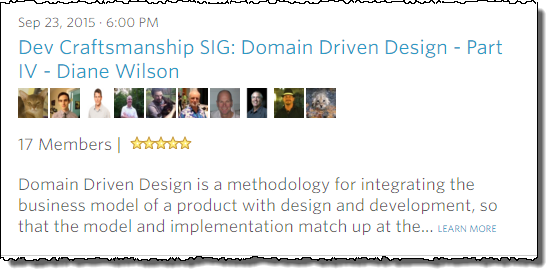 Sep 23, 2015 · 6:00 PM
Dev Craftsmanship SIG: Domain Driven Design - Part
IV - Diane Wilson
17 Members |
Domain Driven Design is a methodology for integrating the
business model of a product with design and development, so
that the model and implementation match up at the... LEARN MORE